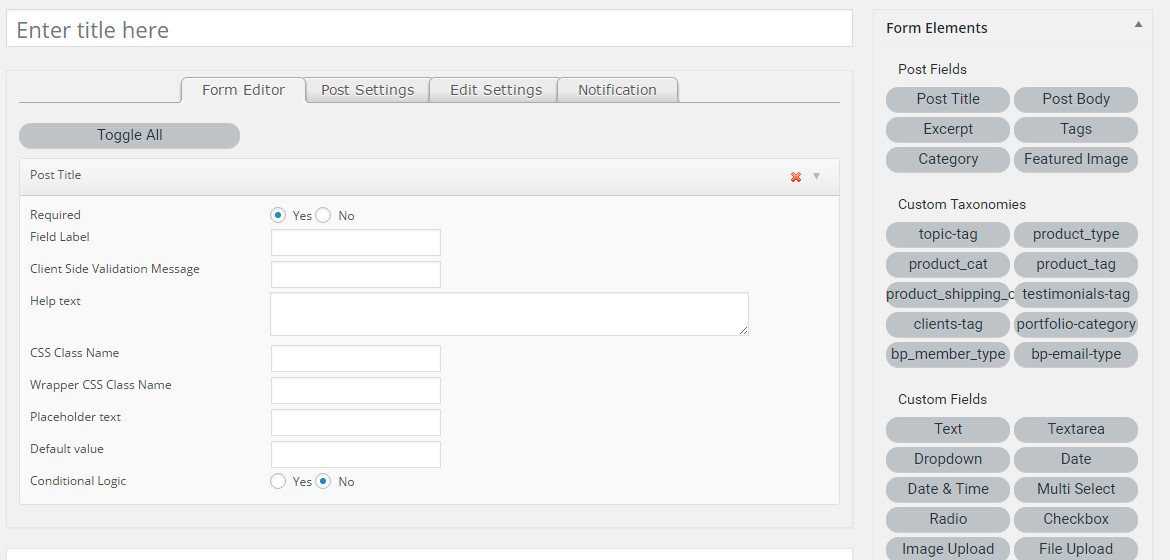 Enter title here
Form Editor Post Settings Edit Settings Notification
Toggle All
Post Title
Required Yes No
Field Label
Client Side Validation Message
Help text
CSS Class Name
Wrapper CSS Class Name
Placeholder text
Default value
Conditional Logic Yes No
Form Elements
Post Fields
Post Title Post Body
Excerpt Tags
Category Featured Image
Custom Taxonomies
topic-tag product_type
product_cat product_tag
product_shipping_c testimonials-tag
clients-tag portfolio-category
bp_member_type bp-email-type
Custom Fields
Text Textarea
Dropdown Date
Date & Time Multi Select
Radio Checkbox
Image Upload File Upload